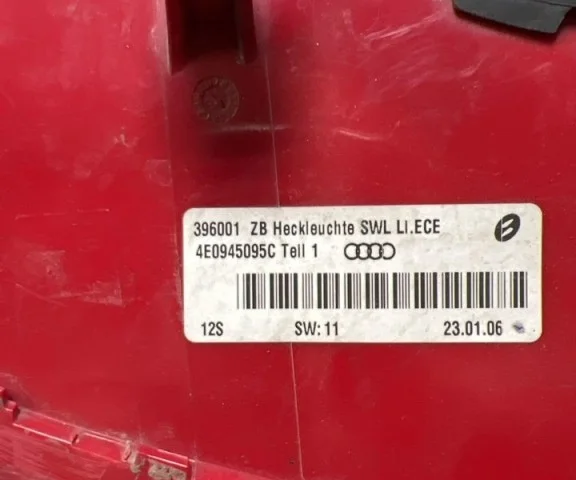 396001 ZB Heckleuchte SWL LI.ECE
4E0945095C Teil 1
12S SW: 11 23.01.06